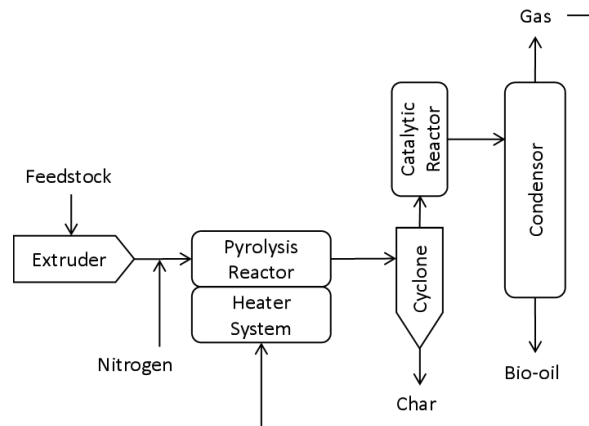 Gas
Catalytic
Reactor
Feedstock
Condensor
Extruder
Pyrolysis
Reactor
Cyclone
Heater
System
Nitrogen
Bio-oil
Char